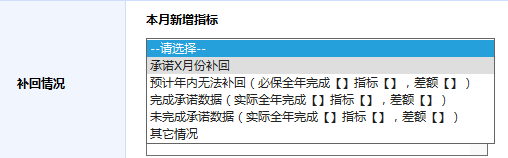 本月新增指标
--请选择--
承诺X月份补回
补回情况
预计年内无法补回（必保全年完成【】指标【】，差额【】）
完成承诺数据（实际全年完成【】指标【】，差额【】）
未完成承诺数据（实际全年完成【】指标【】，差额【】）
其它情况